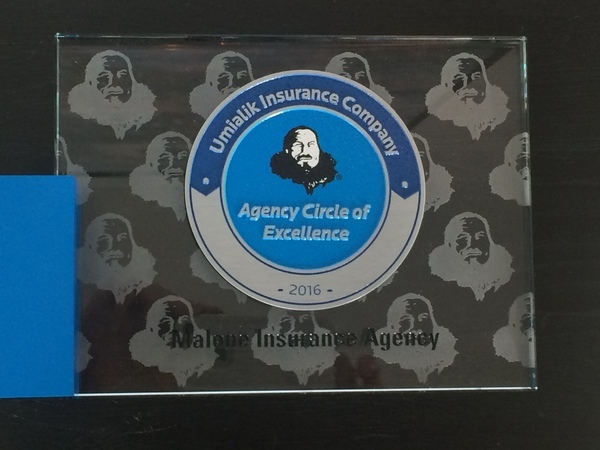 Umialik Insurance Company
Agency Circle of
Excellence
- 2016 -
Malone Insurance Agency